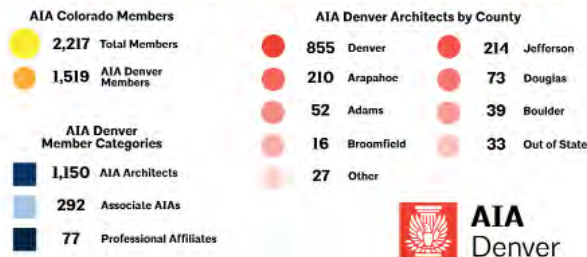 AIA Colorado Members
2,217 Total Members
1,519 AIA Denver
Members
AIA Denver
Member Categories
1,150 AIA Architects
292 Associate AIAs
77 Professional Affiliates
AIA Denver Architects by County
855 Denver
214 Jefferson
210 Arapahoe
73 Douglas
52 Adams
39 Boulder
16 Broomfield
33 Out of State
27 Other
AIA
Denver